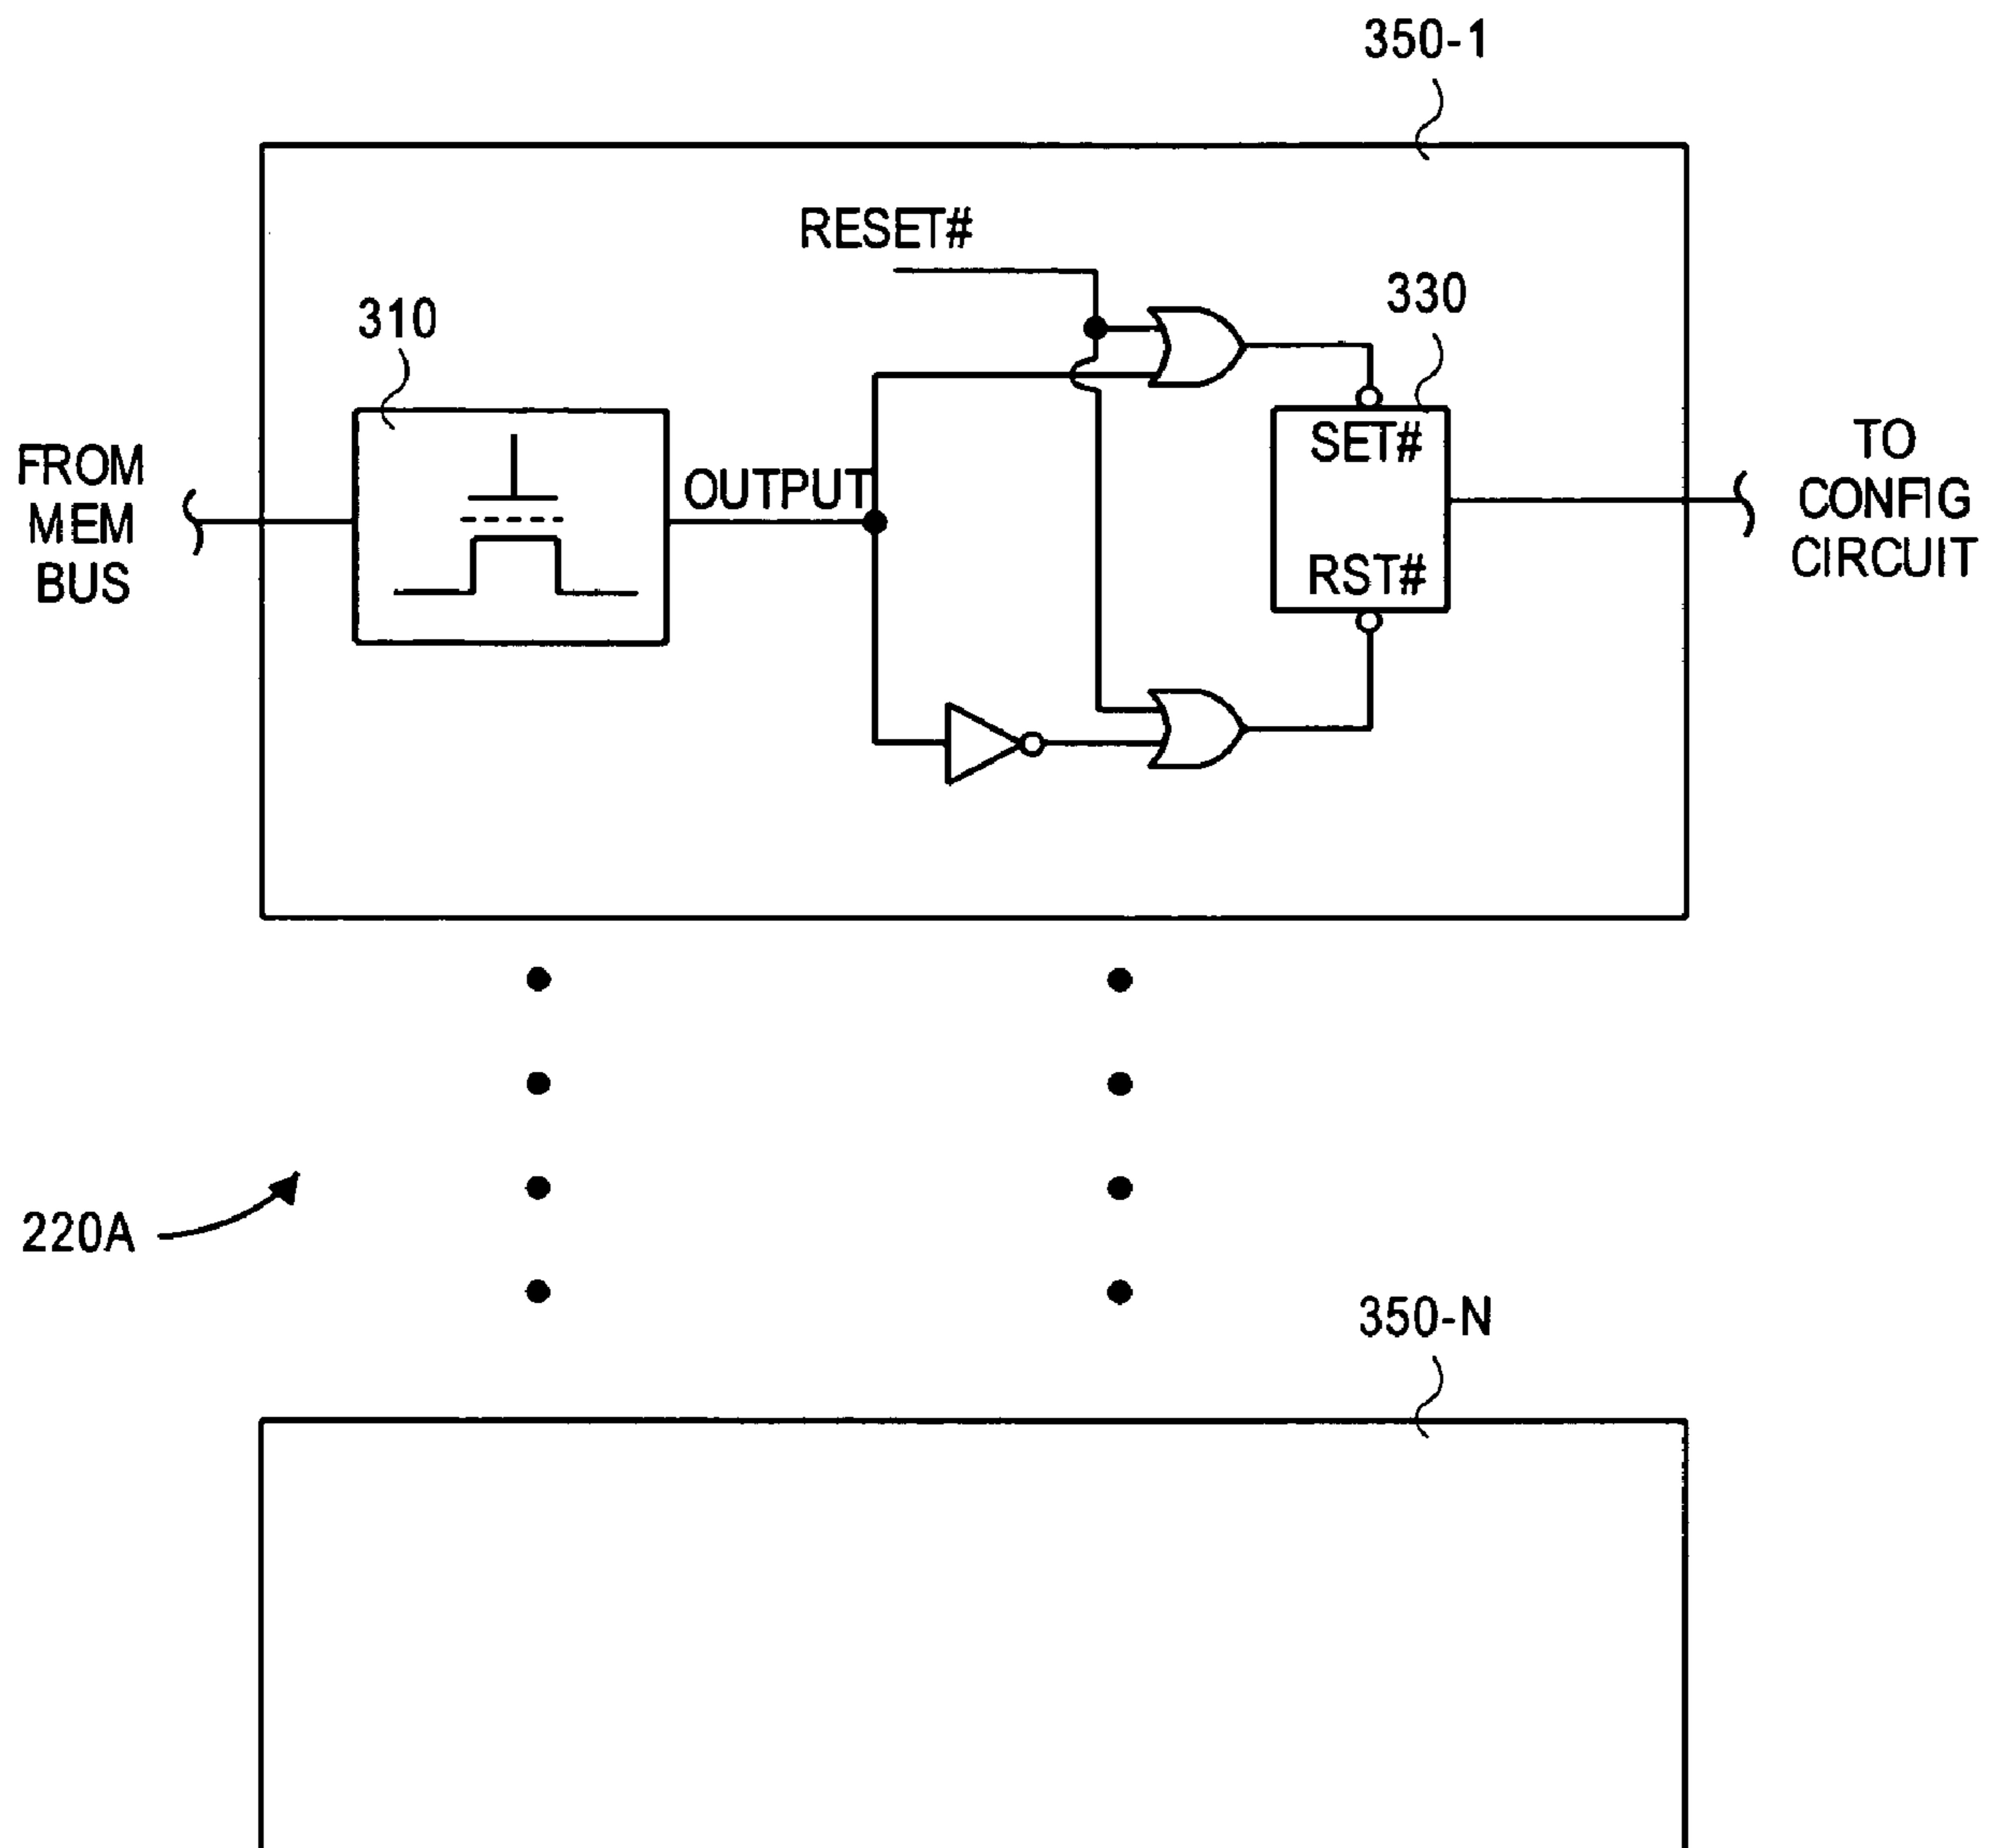 350-1
RESET#
330
310
FROM
MEM
BUS
OUTPUT
SET#
RST#
TO
CONFIG
CIRCUIT
220A
350-N